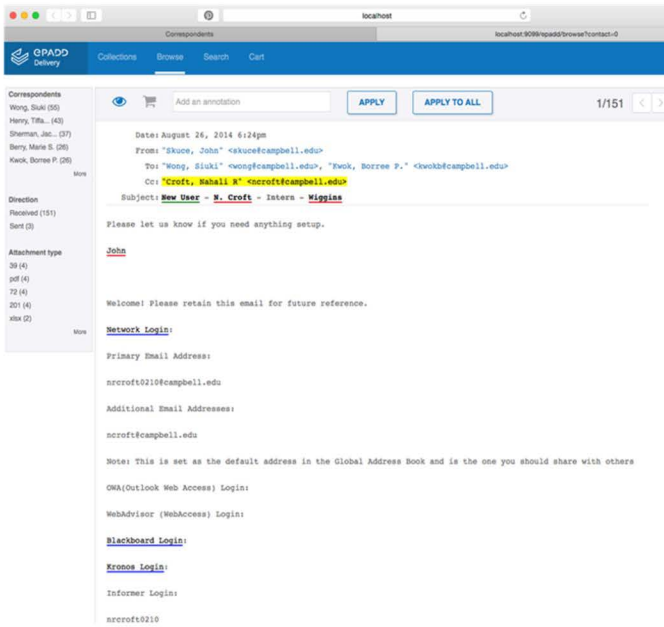 localhost
Correspondents
localhost:9099/epadd/browse?contact=0
ePADD
Delivery
Collections Browse Search Cart
Correspondents
Wong, Siuki (55)
Henry, Tiffa... (43)
Sherman, Jac... (37)
Berry, Marie S. (26)
Kwok, Borree P. (26)
More
Direction
Received (151)
Sent (3)
Attachment type
39 (4)
pdf (4)
72 (4)
201 (4)
xlsx (2)
More
Add an annotation APPLY APPLY TO ALL 1/151
Date: August 26, 2014 6:24pm
From: "Skuce, John" <skuce@campbell.edu>
To: "Wong, Siuki" <wong@campbell.edu>, "Kwok, Borree P." <kwokb@campbell.edu>
Cc: "Croft, Nahali R" <ncroft@campbell.edu>
Subject: New User - N. Croft - Intern - Wiggins
Please let us know if you need anything setup.
John
Welcome! Please retain this email for future reference.
Network Login:
Primary Email Address:
nrcroft0210@campbell.edu
Additional Email Addresses:
ncroft@campbell.edu
Note: This is set as the default address in the Global Address Book and is the one you should share with others
OWA(Outlook Web Access) Login:
WebAdvisor (WebAccess) Login:
Blackboard Login:
Kronos Login:
Informer Login:
nrcroft0210